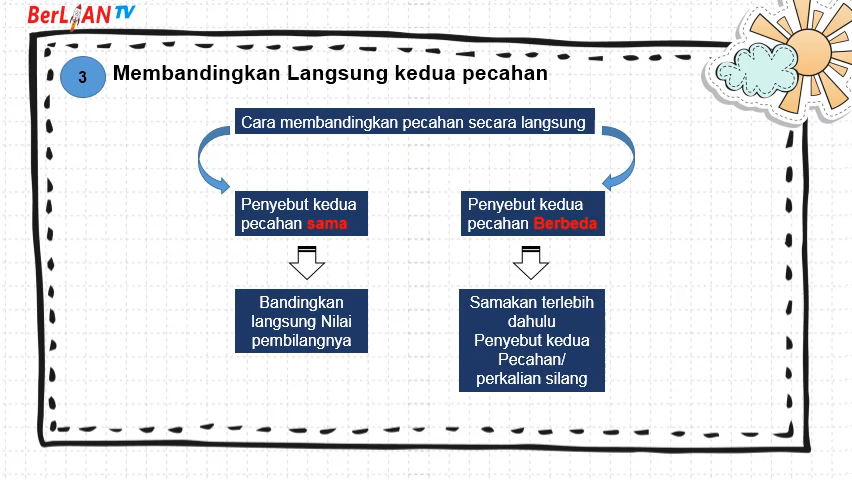 BerLIAN TV
3
Membandingkan Langsung kedua pecahan
Cara membandingkan pecahan secara langsung
Penyebut kedua
pecahan sama
Penyebut kedua
pecahan Berbeda
Bandingkan
langsung Nilai
pembilangnya
Samakan terlebih
dahulu
Penyebut kedua
Pecahan/
perkalian silang